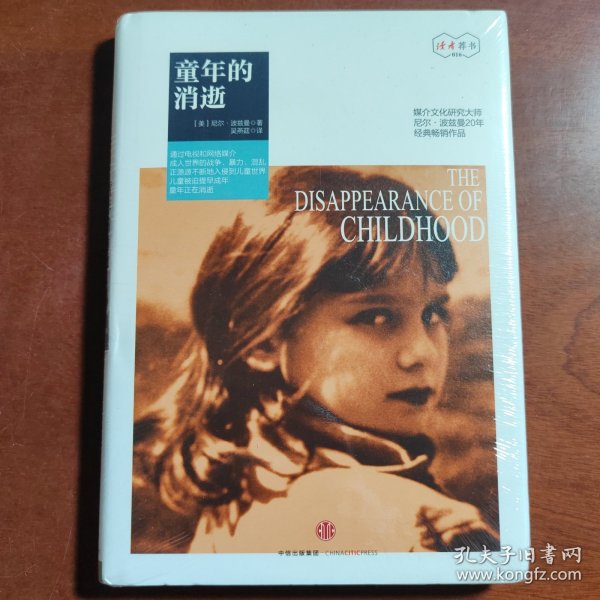 童年的
消逝
[美] 尼尔·波兹曼◎著
吴燕莛◎译
通过电视和网络媒介
成人世界的战争、暴力、混乱
正源源不断地入侵到儿童世界
儿童被迫提早成年
童年正在消逝
读者荐书
016
媒介文化研究大师
尼尔·波兹曼20年
经典畅销作品
THE
DISAPPEARANCE OF
CHILDHOOD
中信出版集团·CHINACITICPRESS
孔夫子旧书网
www.kongfz.com